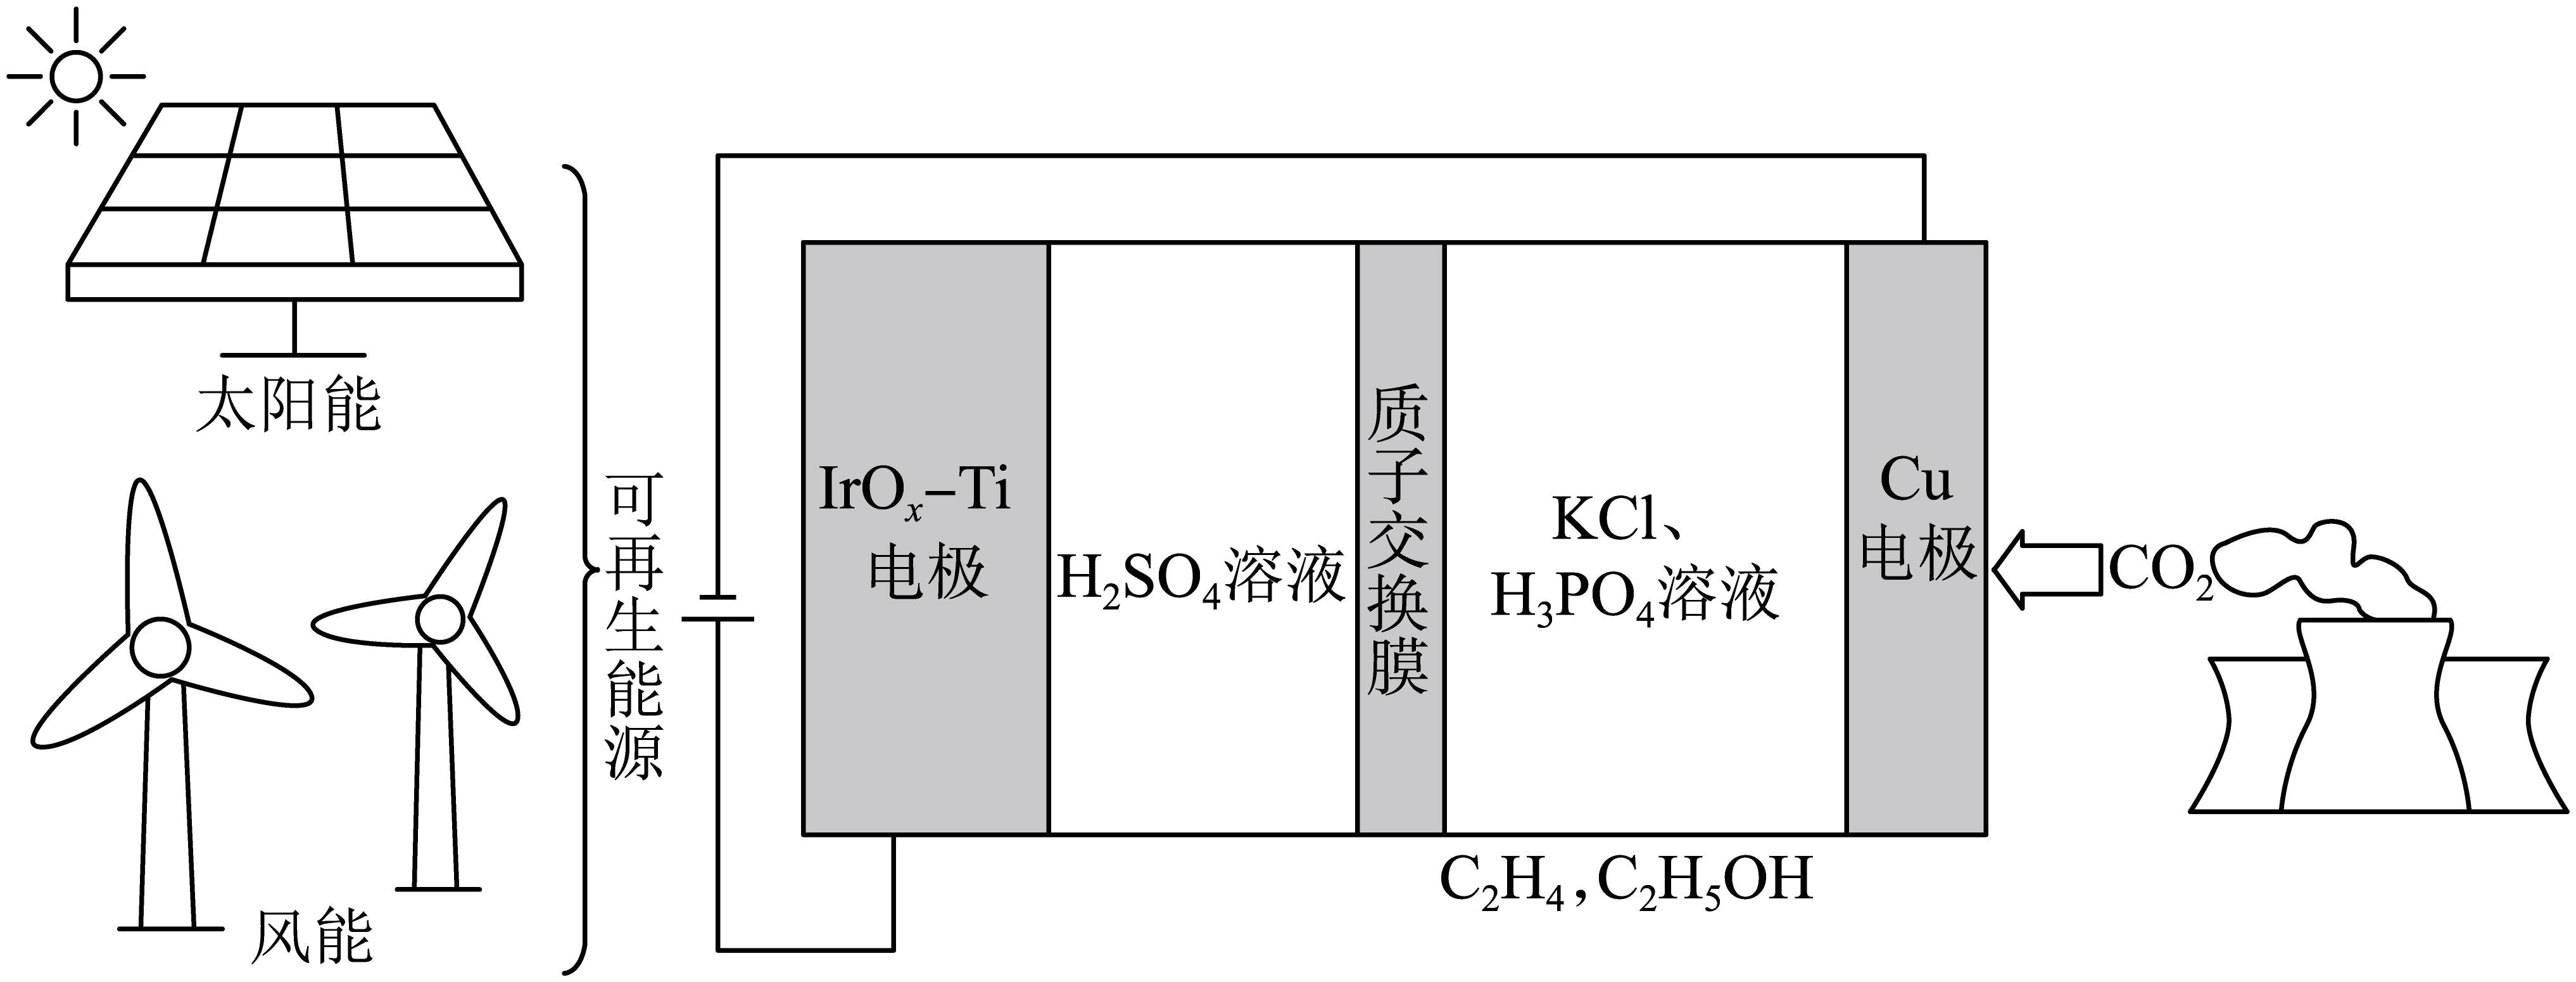 太阳能
风能
可再生能源
IrOₓ-Ti
电极
H₂SO₄溶液
质子交换膜
KCl、
H₃PO₄溶液
Cu
电极
CO₂
C₂H₄,C₂H₅OH